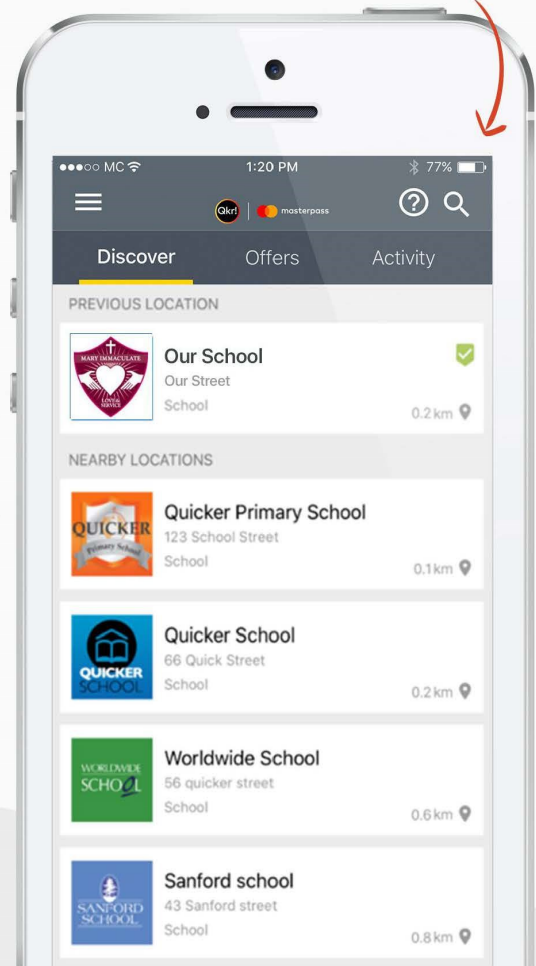 ●●●○○ MC 1:20 PM 77%
Qkr! masterpass
Discover Offers Activity
PREVIOUS LOCATION
MARY IMMACULATE
LOVE & SERVICE
Our School
Our Street
School
0.2 km
NEARBY LOCATIONS
QUICKER
Primary School
Quicker Primary School
123 School Street
School
0.1 km
QUICKER
SCHOOL
Quicker School
66 Quick Street
School
0.2 km
WORLDWIDE
SCHOOL
Worldwide School
56 quicker street
School
0.6 km
SANFORD
SCHOOL
Sanford school
43 Sanford street
School
0.8 km